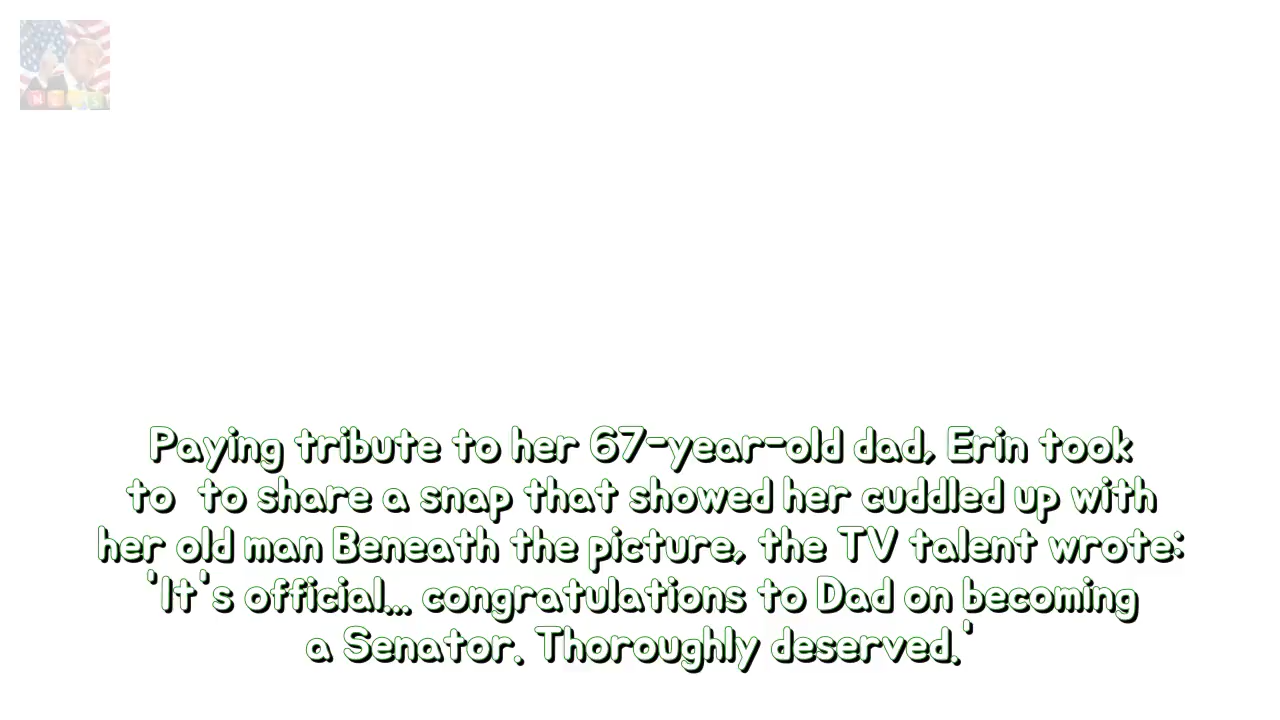 NEWS
Paying tribute to her 67-year-old dad, Erin took
to  to share a snap that showed her cuddled up with
her old man Beneath the picture, the TV talent wrote:
'It's official... congratulations to Dad on becoming
a Senator. Thoroughly deserved.'